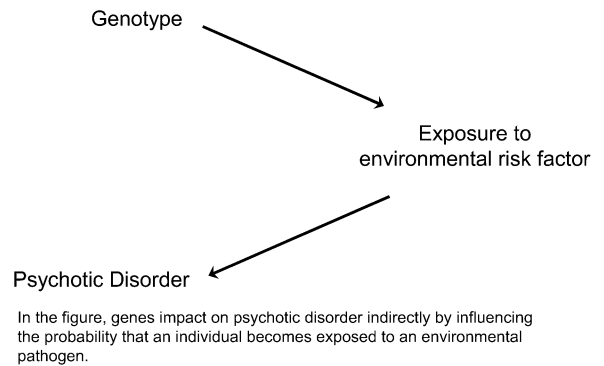 Genotype
Exposure to
environmental risk factor
Psychotic Disorder
In the figure, genes impact on psychotic disorder indirectly by influencing
the probability that an individual becomes exposed to an environmental
pathogen.